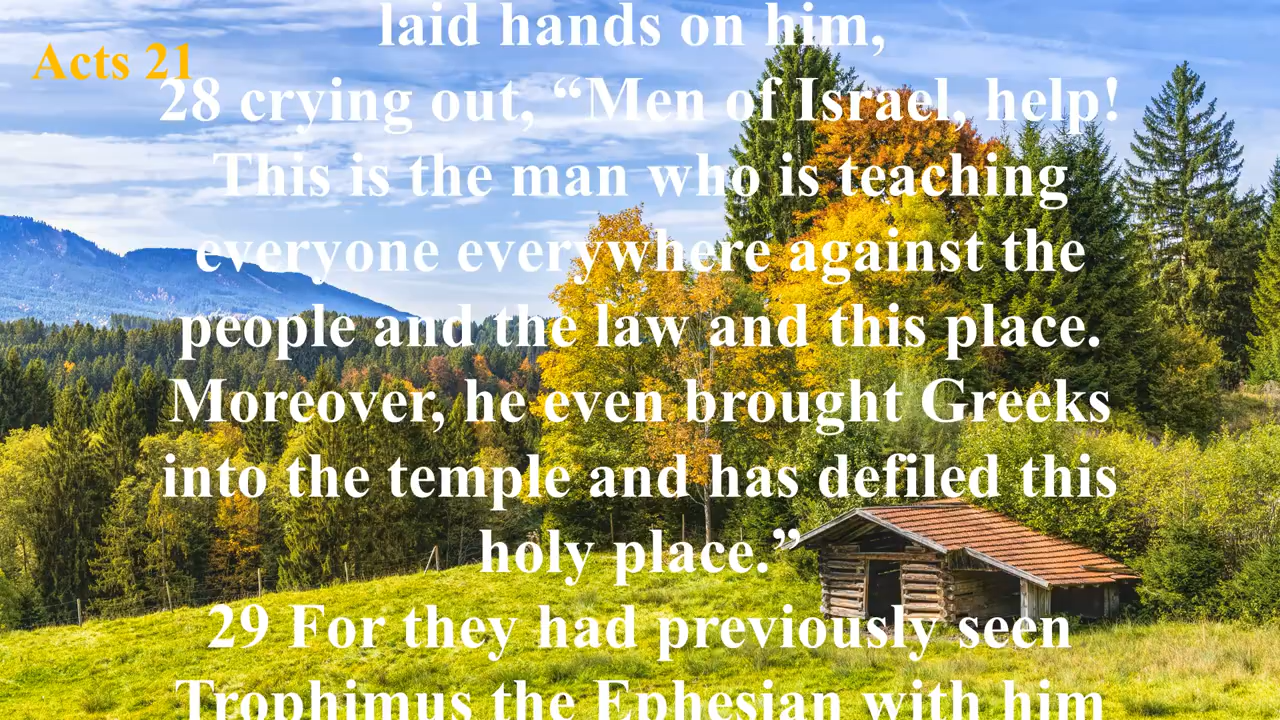 laid hands on him,
Acts 21
28 crying out, “Men of Israel, help!
This is the man who is teaching
everyone everywhere against the
people and the law and this place.
Moreover, he even brought Greeks
into the temple and has defiled this
holy place.”
29 For they had previously seen
Trophimus the Ephesian with him